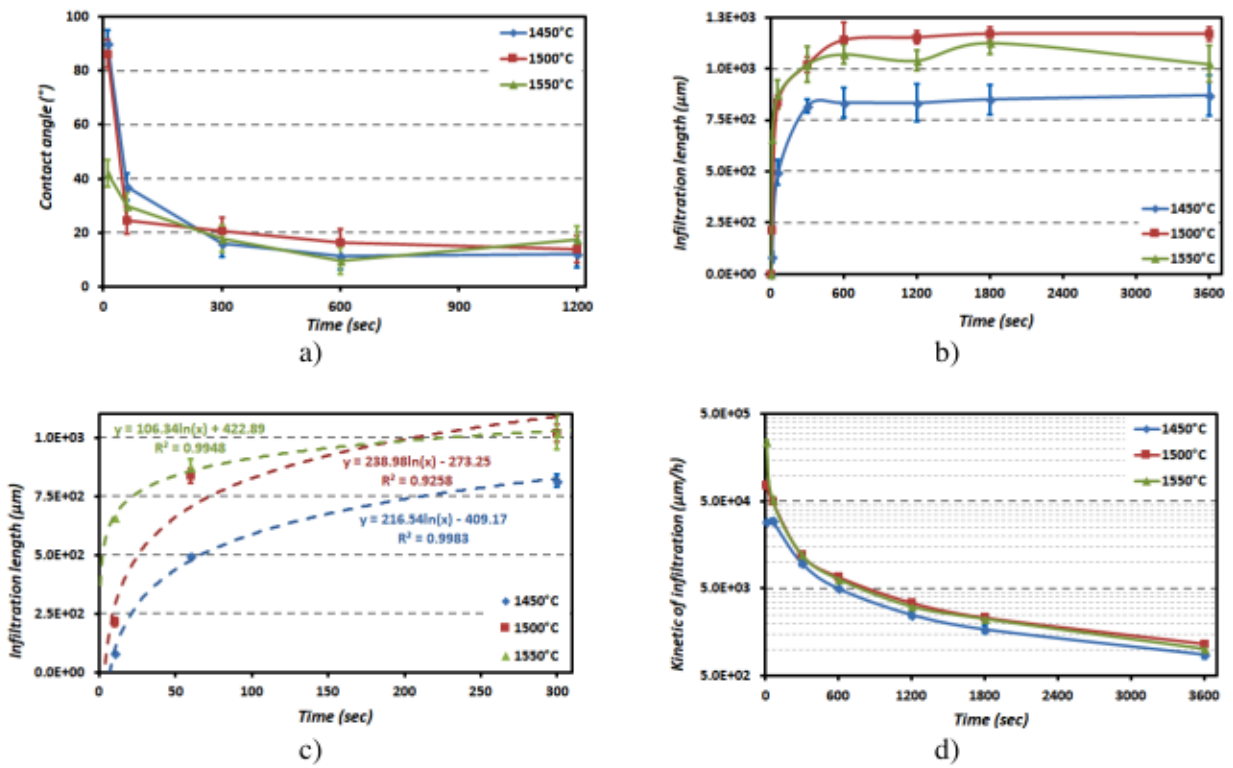 100
80
60
40
20
0
0
300
600
900
1200
Contact angle (°)
Time (sec)
1450°C
1500°C
1550°C
a)
1.3E+03
1.0E+03
7.5E+02
5.0E+02
2.5E+02
0.0E+00
0
600
1200
1800
2400
3000
3600
Infiltration length (μm)
Time (sec)
1450°C
1500°C
1550°C
b)
1.0E+03
7.5E+02
5.0E+02
2.5E+02
0.0E+00
0
50
100
150
200
250
300
Infiltration length (μm)
Time (sec)
y = 106.34ln(x) + 422.89
R² = 0.9948
y = 238.98ln(x) - 273.25
R² = 0.9258
y = 216.54ln(x) - 409.17
R² = 0.9983
1450°C
1500°C
1550°C
c)
5.0E+05
5.0E+04
5.0E+03
5.0E+02
0
600
1200
1800
2400
3000
3600
Kinetic of infiltration (μm/h)
Time (sec)
1450°C
1500°C
1550°C
d)